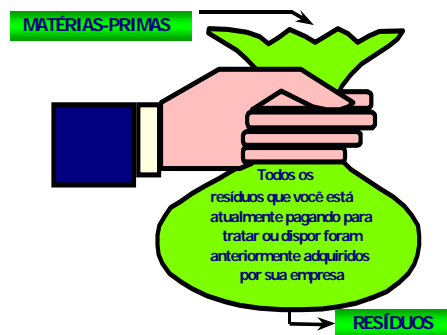 MATÉRIAS-PRIMAS
Todos os
resíduos que você está
atualmente pagando para
tratar ou dispor foram
anteriormente adquiridos
por sua empresa
RESÍDUOS